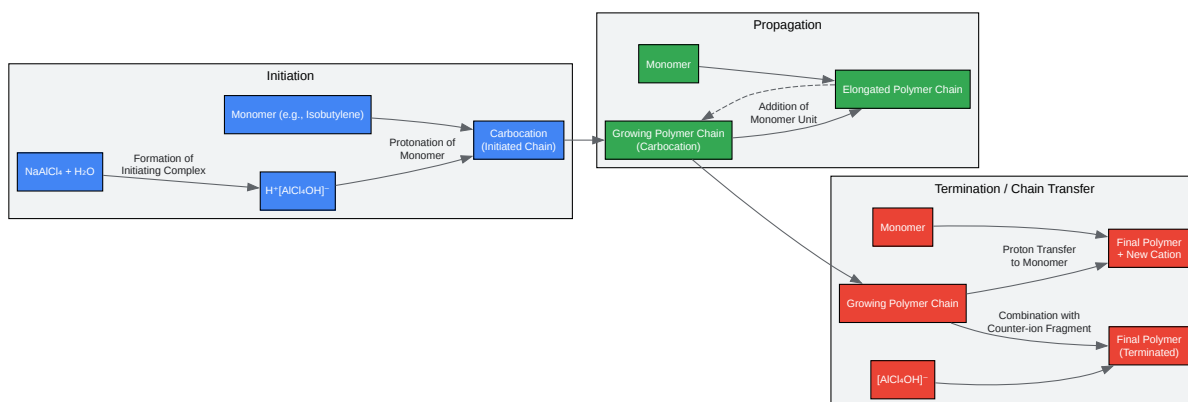 Initiation
Monomer (e.g., Isobutylene)
NaAlCl₄ + H₂O
Formation of
Initiating Complex
H⁺[AlCl₄OH]⁻
Protonation of
Monomer
Carbocation
(Initiated Chain)
Propagation
Monomer
Elongated Polymer Chain
Addition of
Monomer Unit
Growing Polymer Chain
(Carbocation)
Termination / Chain Transfer
Monomer
Proton Transfer
to Monomer
Final Polymer
+ New Cation
Growing Polymer Chain
Combination with
Counter-ion Fragment
Final Polymer
(Terminated)
[AlCl₄OH]⁻